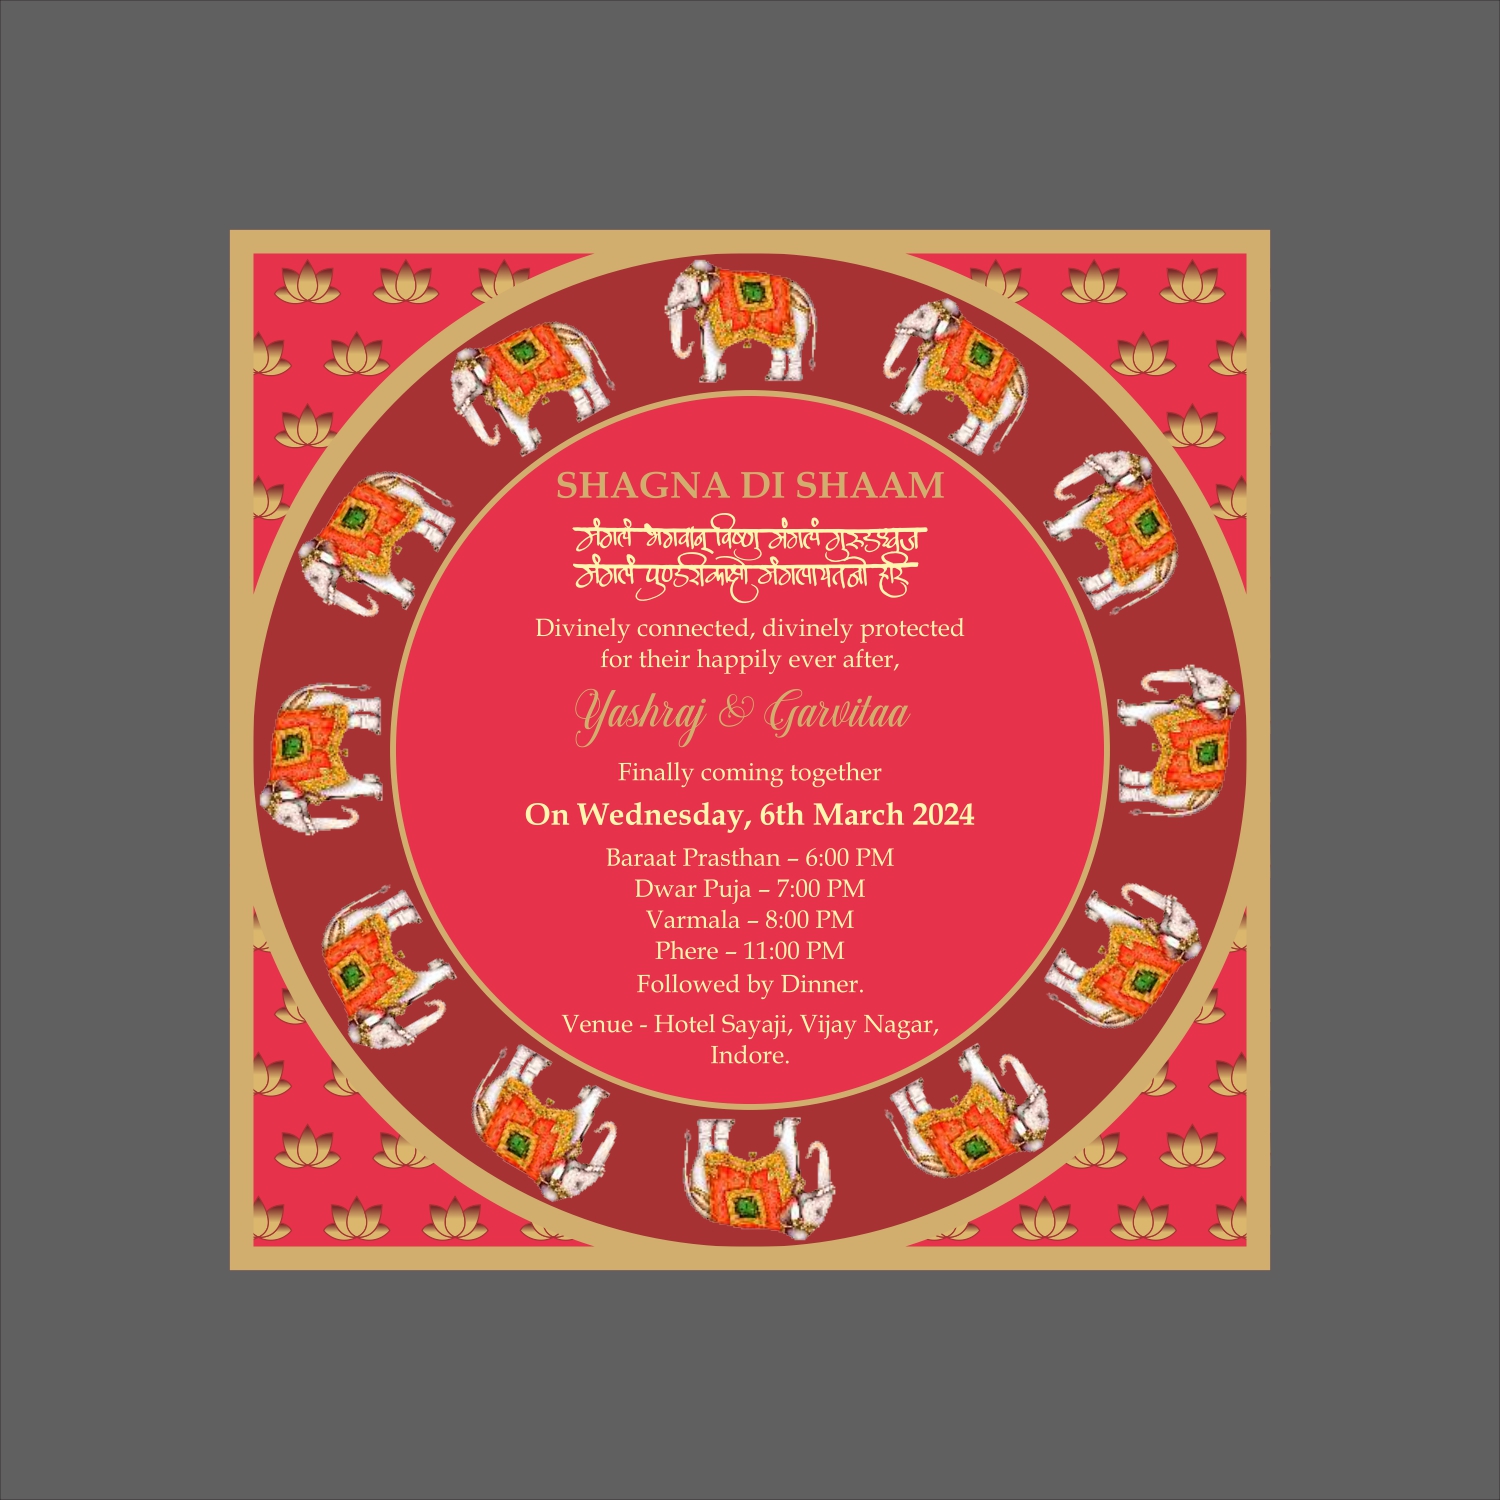 SHAGNA DI SHAAM
मंगलं भगवान् विष्णु मंगलं गुरुडध्वज
मंगलं पुण्डरीकाक्षो मंगलायतनो हरि
Divinely connected, divinely protected
for their happily ever after,
Yashraj & Garvitaa
Finally coming together
On Wednesday, 6th March 2024
Baraat Prasthan – 6:00 PM
Dwar Puja – 7:00 PM
Varmala – 8:00 PM
Phere – 11:00 PM
Followed by Dinner.
Venue - Hotel Sayaji, Vijay Nagar,
Indore.